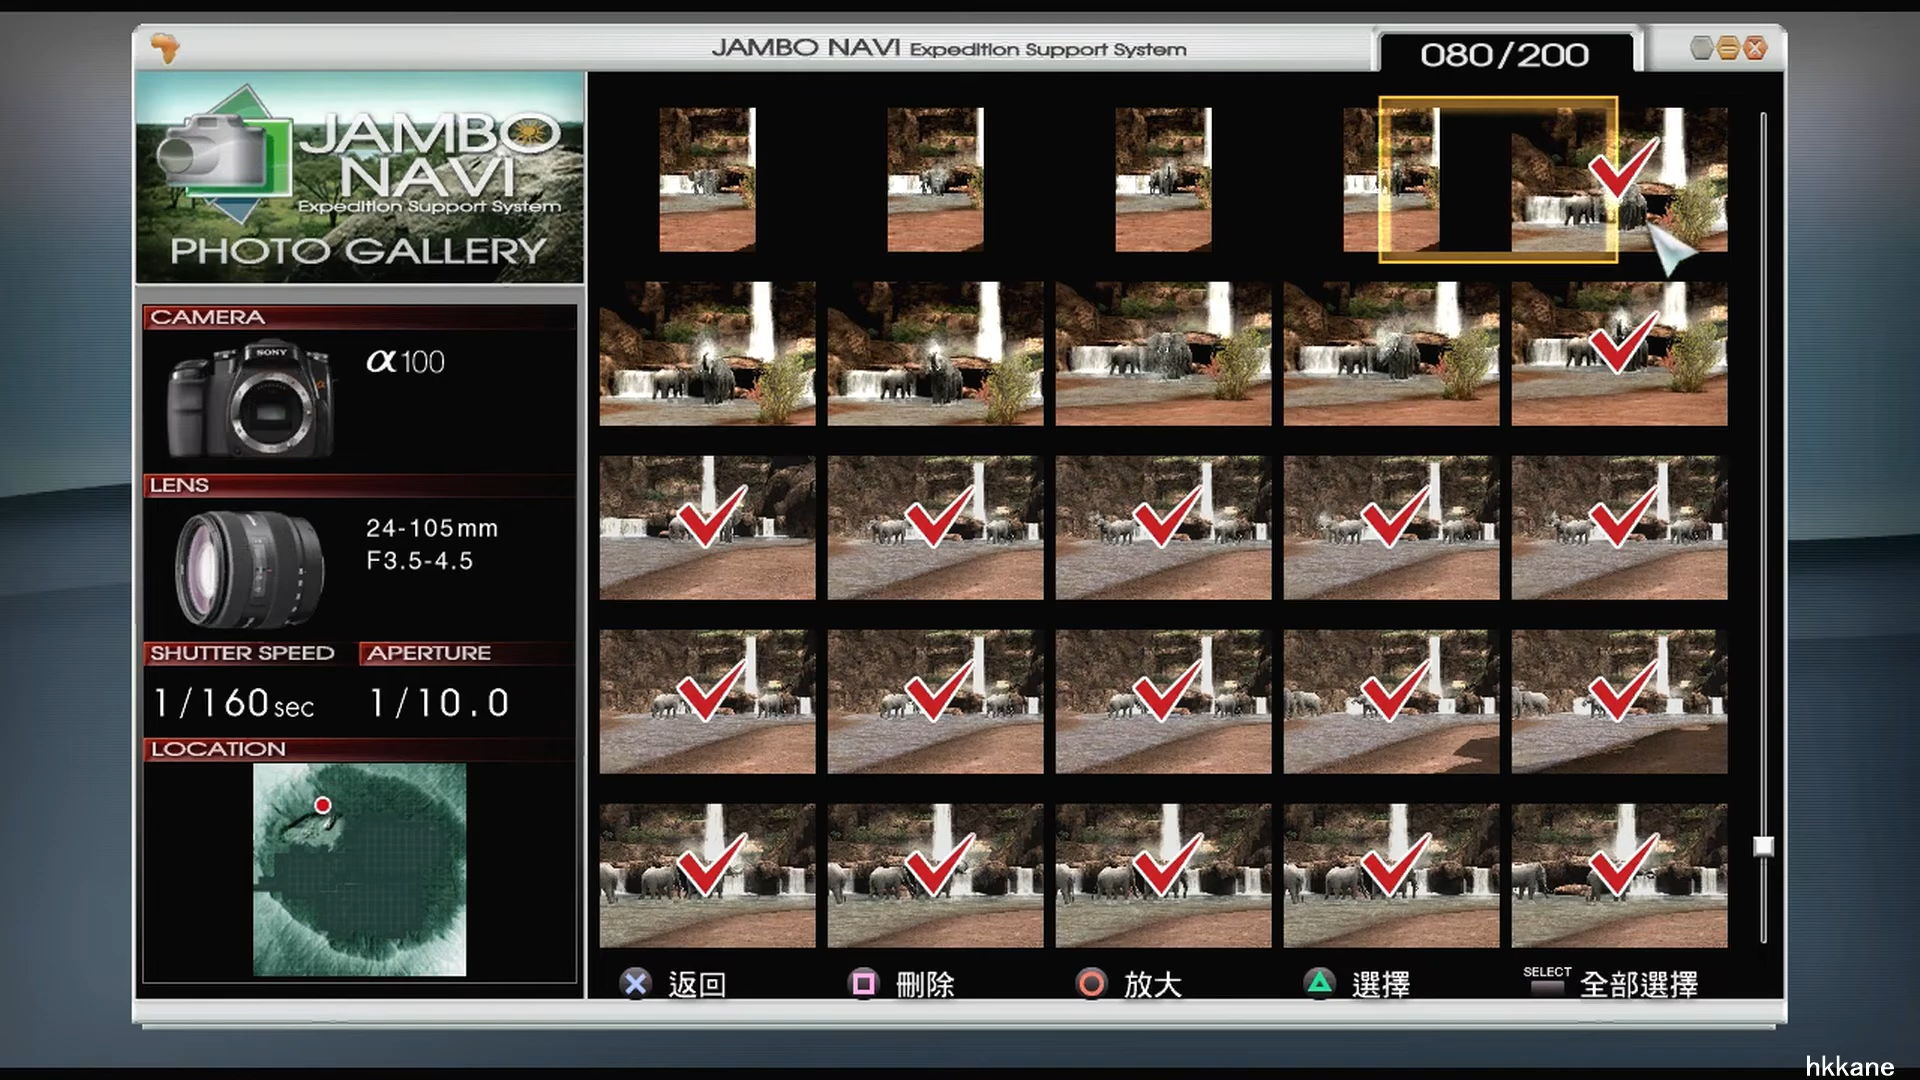 JAMBO NAVI Expedition Support System
080/200
JAMBO
NAVI
Expedition Support System
PHOTO GALLERY
CAMERA
SONY
α100
LENS
24-105mm
F3.5-4.5
SHUTTER SPEED
APERTURE
1/160sec
1/10.0
LOCATION
返回
刪除
放大
選擇
SELECT
全部選擇
hkkane